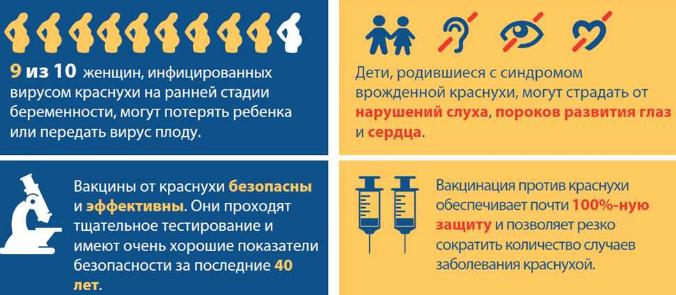 9 из 10 женщин, инфицированных
вирусом краснухи на ранней стадии
беременности, могут потерять ребенка
или передать вирус плоду.
Дети, родившиеся с синдромом
врожденной краснухи, могут страдать от
нарушений слуха, пороков развития глаз
и сердца.
Вакцины от краснухи безопасны
и эффективны. Они проходят
тщательное тестирование и
имеют очень хорошие показатели
безопасности за последние 40
лет.
Вакцинация против краснухи
обеспечивает почти 100%-ную
защиту и позволяет резко
сократить количество случаев
заболевания краснухой.